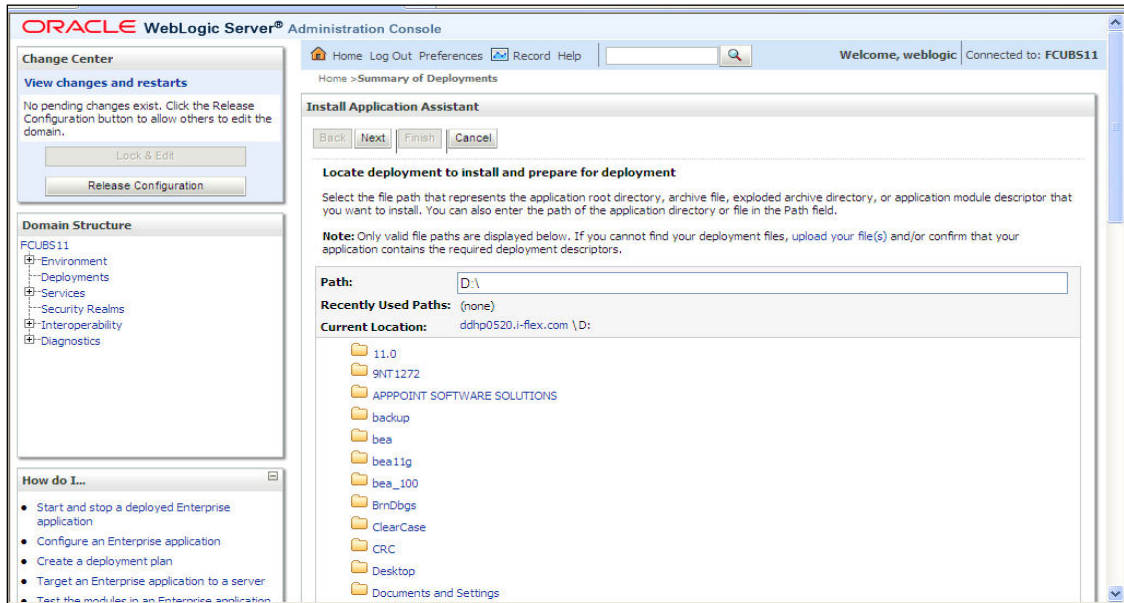 ORACLE WebLogic Server® Administration Console
Change Center
View changes and restarts
No pending changes exist. Click the Release
Configuration button to allow others to edit the
domain.
Lock & Edit
Release Configuration
Domain Structure
FCUBS11
Environment
Deployments
Services
Security Realms
Interoperability
Diagnostics
How do I...
Start and stop a deployed Enterprise
application
Configure an Enterprise application
Create a deployment plan
Target an Enterprise application to a server
Test the modules in an Enterprise application
Home Log Out Preferences Record Help
Welcome, weblogic Connected to: FCUBS11
Home >Summary of Deployments
Install Application Assistant
Back Next Finish Cancel
Locate deployment to install and prepare for deployment
Select the file path that represents the application root directory, archive file, exploded archive directory, or application module descriptor that
you want to install. You can also enter the path of the application directory or file in the Path field.
Note: Only valid file paths are displayed below. If you cannot find your deployment files, upload your file(s) and/or confirm that your
application contains the required deployment descriptors.
Path: D:\
Recently Used Paths: (none)
Current Location: ddhp0520.i-flex.com \D:
11.0
9NT1272
APPPOINT SOFTWARE SOLUTIONS
backup
bea
bea11g
bea_100
BrnDbgs
ClearCase
CRC
Desktop
Documents and Settings